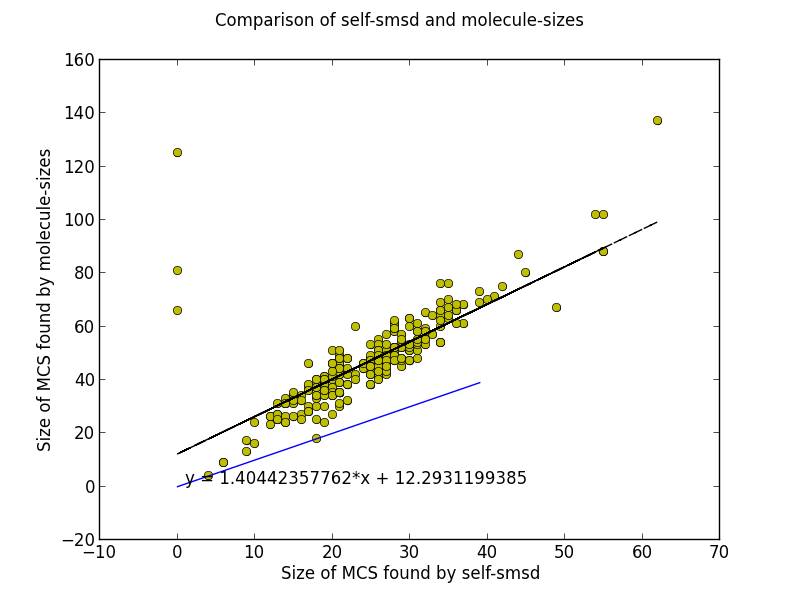 Comparison of self-smsd and molecule-sizes
160
140
120
100
80
60
40
20
0
−20
Size of MCS found by molecule-sizes
y = 1.40442357762*x + 12.2931199385
−10 0 10 20 30 40 50 60 70
Size of MCS found by self-smsd